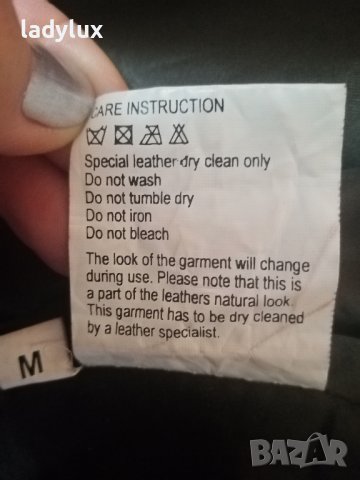 ladylux
CARE INSTRUCTION
Special leather dry clean only
Do not wash
Do not tumble dry
Do not iron
Do not bleach
The look of the garment will change
during use. Please note that this is
a part of the leathers natural look.
This garment has to be dry cleaned
by a leather specialist.
M
BAZAR